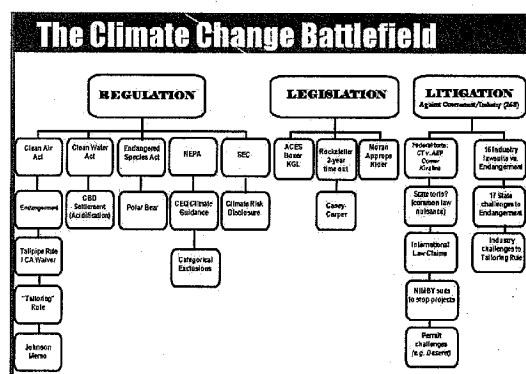 The Climate Change Battlefield
REGULATION
Clean Air
Act
Endangerment
Tailpipe Rule
/ CA Waiver
"Tailoring"
Rule
Johnson
Memo
Clean Water
Act
CBD
Settlement
(Acidification)
Endangered
Species Act
Polar Bear
NEPA
CEQ Climate
Guidance
Categorical
Exclusions
SEC
Climate Risk
Disclosure
LEGISLATION
ACES
Boxer
KGL
Rockefeller
2-year
time out
Carey-
Carper
Moran
Approps
Rider
LITIGATION
Against Government/Industry (268)
Federal torts:
CT v. AEP
Comer
Kivalina
State torts?
(common law
nuisance)
International
Law Claims
NIMBY suits
to stop projects
Permit
challenges
(e.g. Deseret)
16 Industry
lawsuits vs.
Endangerment
17 State
challenges to
Endangerment
Industry
challenges to
Tailoring Rule